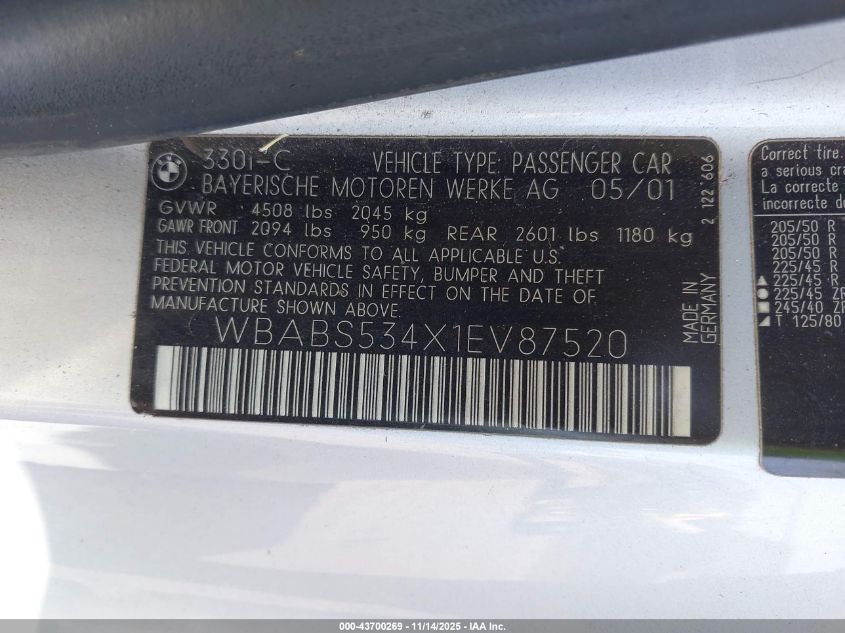 BMW
330i-C VEHICLE TYPE: PASSENGER CAR
BAYERISCHE MOTOREN WERKE AG 05/01
GVWR 4508 lbs 2045 kg
GAWR FRONT 2094 lbs 950 kg REAR 2601 lbs 1180 kg
THIS VEHICLE CONFORMS TO ALL APPLICABLE U.S.
FEDERAL MOTOR VEHICLE SAFETY, BUMPER AND THEFT
PREVENTION STANDARDS IN EFFECT ON THE DATE OF
MANUFACTURE SHOWN ABOVE.
WBABS534X1EV87520
2 122 606
MADE IN
GERMANY
Correct tire.
a serious cra
La correcte
incorrecte de
205/50 R
205/50 R
205/50 R
225/45 R
▲ 225/45 R
● 225/45 ZR
■ 245/40 ZR
◢ T 125/80
000-43700269 - 11/14/2025 - IAA Inc.